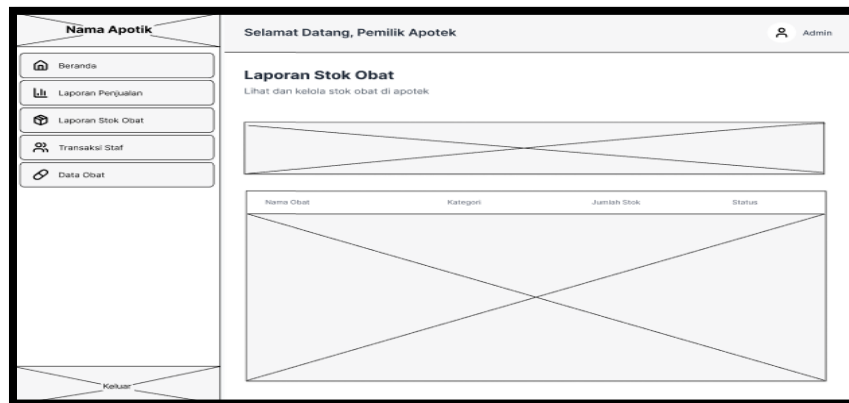 Nama Apotik
Selamat Datang, Pemilik Apotek
Admin
Beranda
Laporan Penjualan
Laporan Stok Obat
Transaksi Staf
Data Obat
Keluar
Laporan Stok Obat
Lihat dan kelola stok obat di apotek
Nama Obat Kategori Jumlah Stok Status